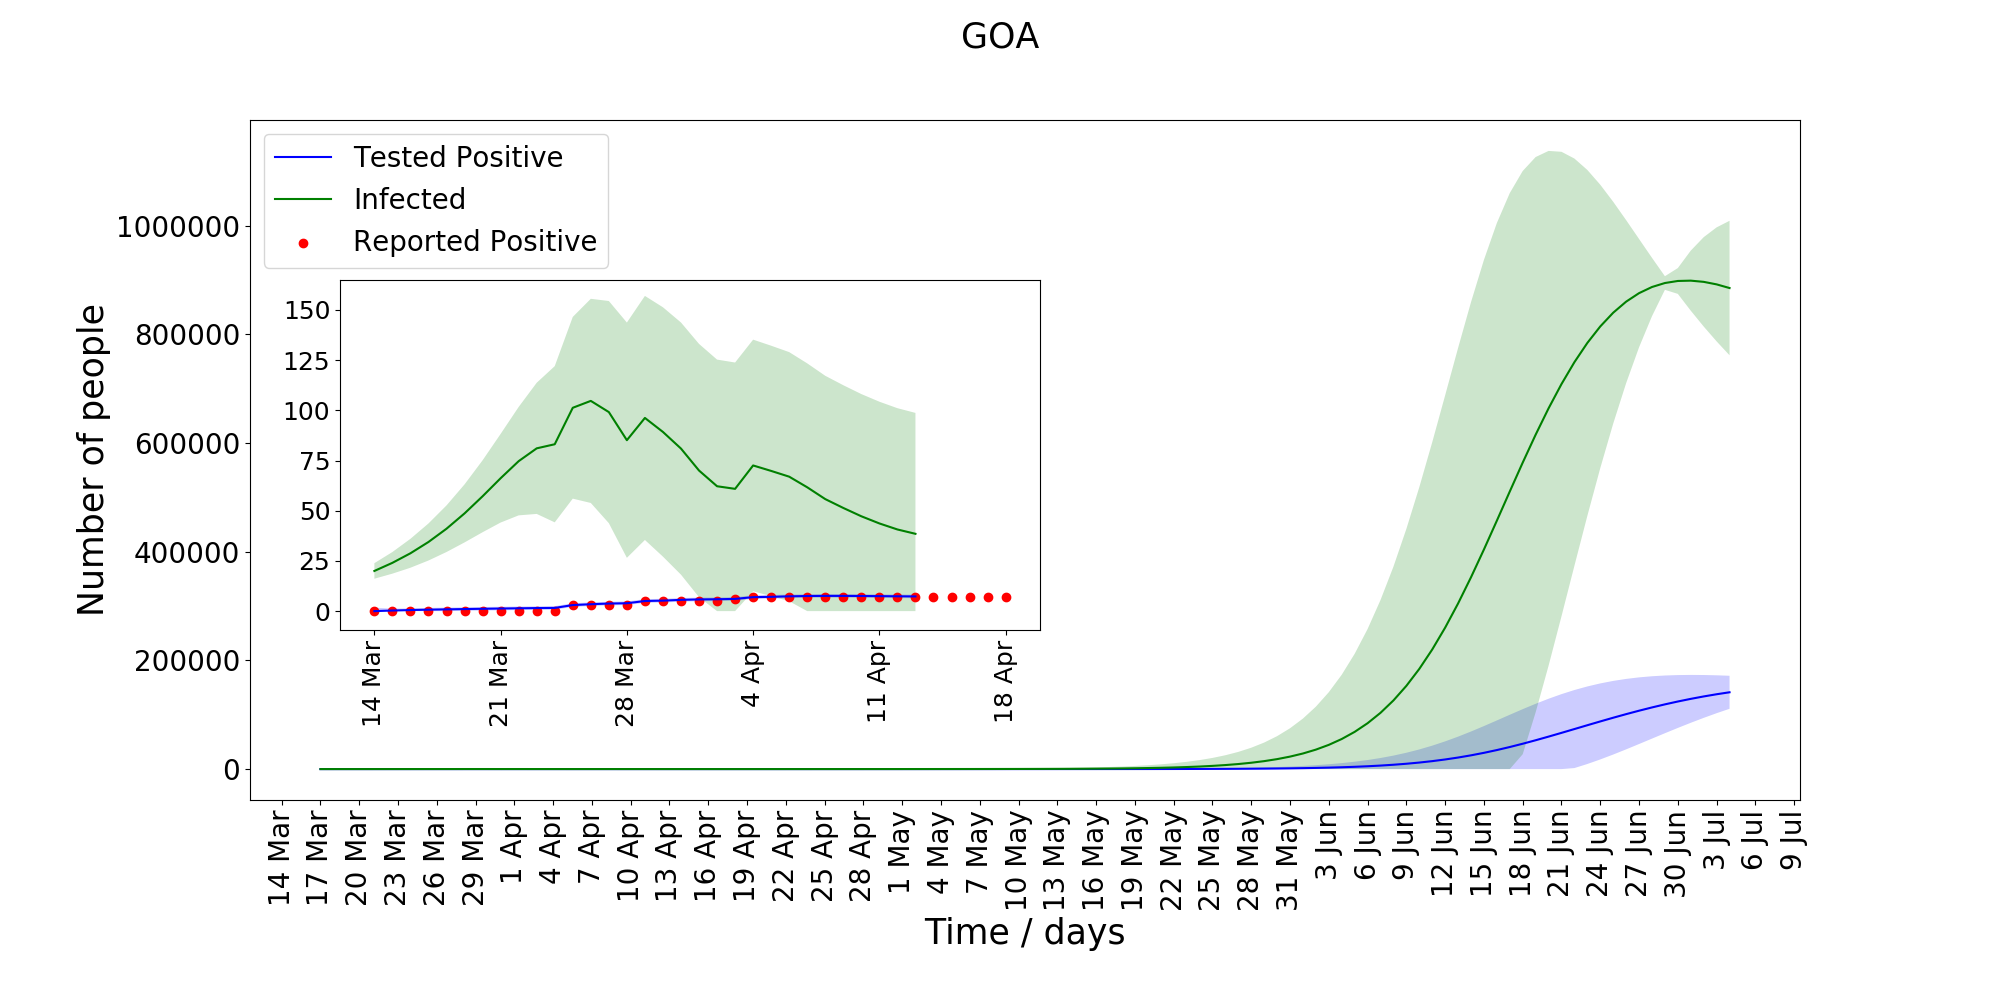 GOA
Tested Positive
Infected
Reported Positive
Number of people
1000000
800000
600000
400000
200000
0
150
125
100
75
50
25
0
14 Mar
21 Mar
28 Mar
4 Apr
11 Apr
18 Apr
14 Mar
17 Mar
20 Mar
23 Mar
26 Mar
29 Mar
1 Apr
4 Apr
7 Apr
10 Apr
13 Apr
16 Apr
19 Apr
22 Apr
25 Apr
28 Apr
1 May
4 May
7 May
10 May
13 May
16 May
19 May
22 May
25 May
28 May
31 May
3 Jun
6 Jun
9 Jun
12 Jun
15 Jun
18 Jun
21 Jun
24 Jun
27 Jun
30 Jun
3 Jul
6 Jul
9 Jul
Time / days